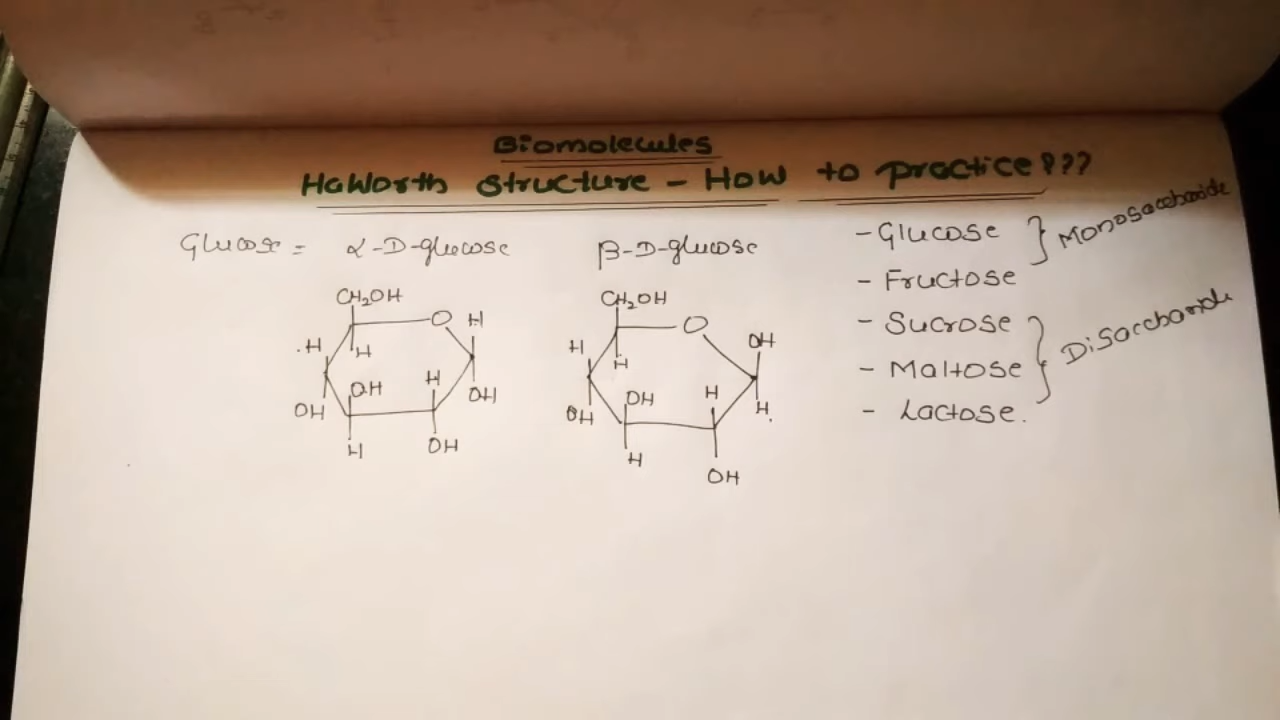 Biomolecules
Haworth structure - How to practice???
Glucose = α-D-glucose β-D-glucose
- Glucose } Monosaccharide
- Fructose
- Sucrose } Disaccharide
- Maltose
- Lactose.
CH₂OH CH₂OH
O H O OH
.H H H H
OH H OH H
OH OH OH H.
H OH H OH